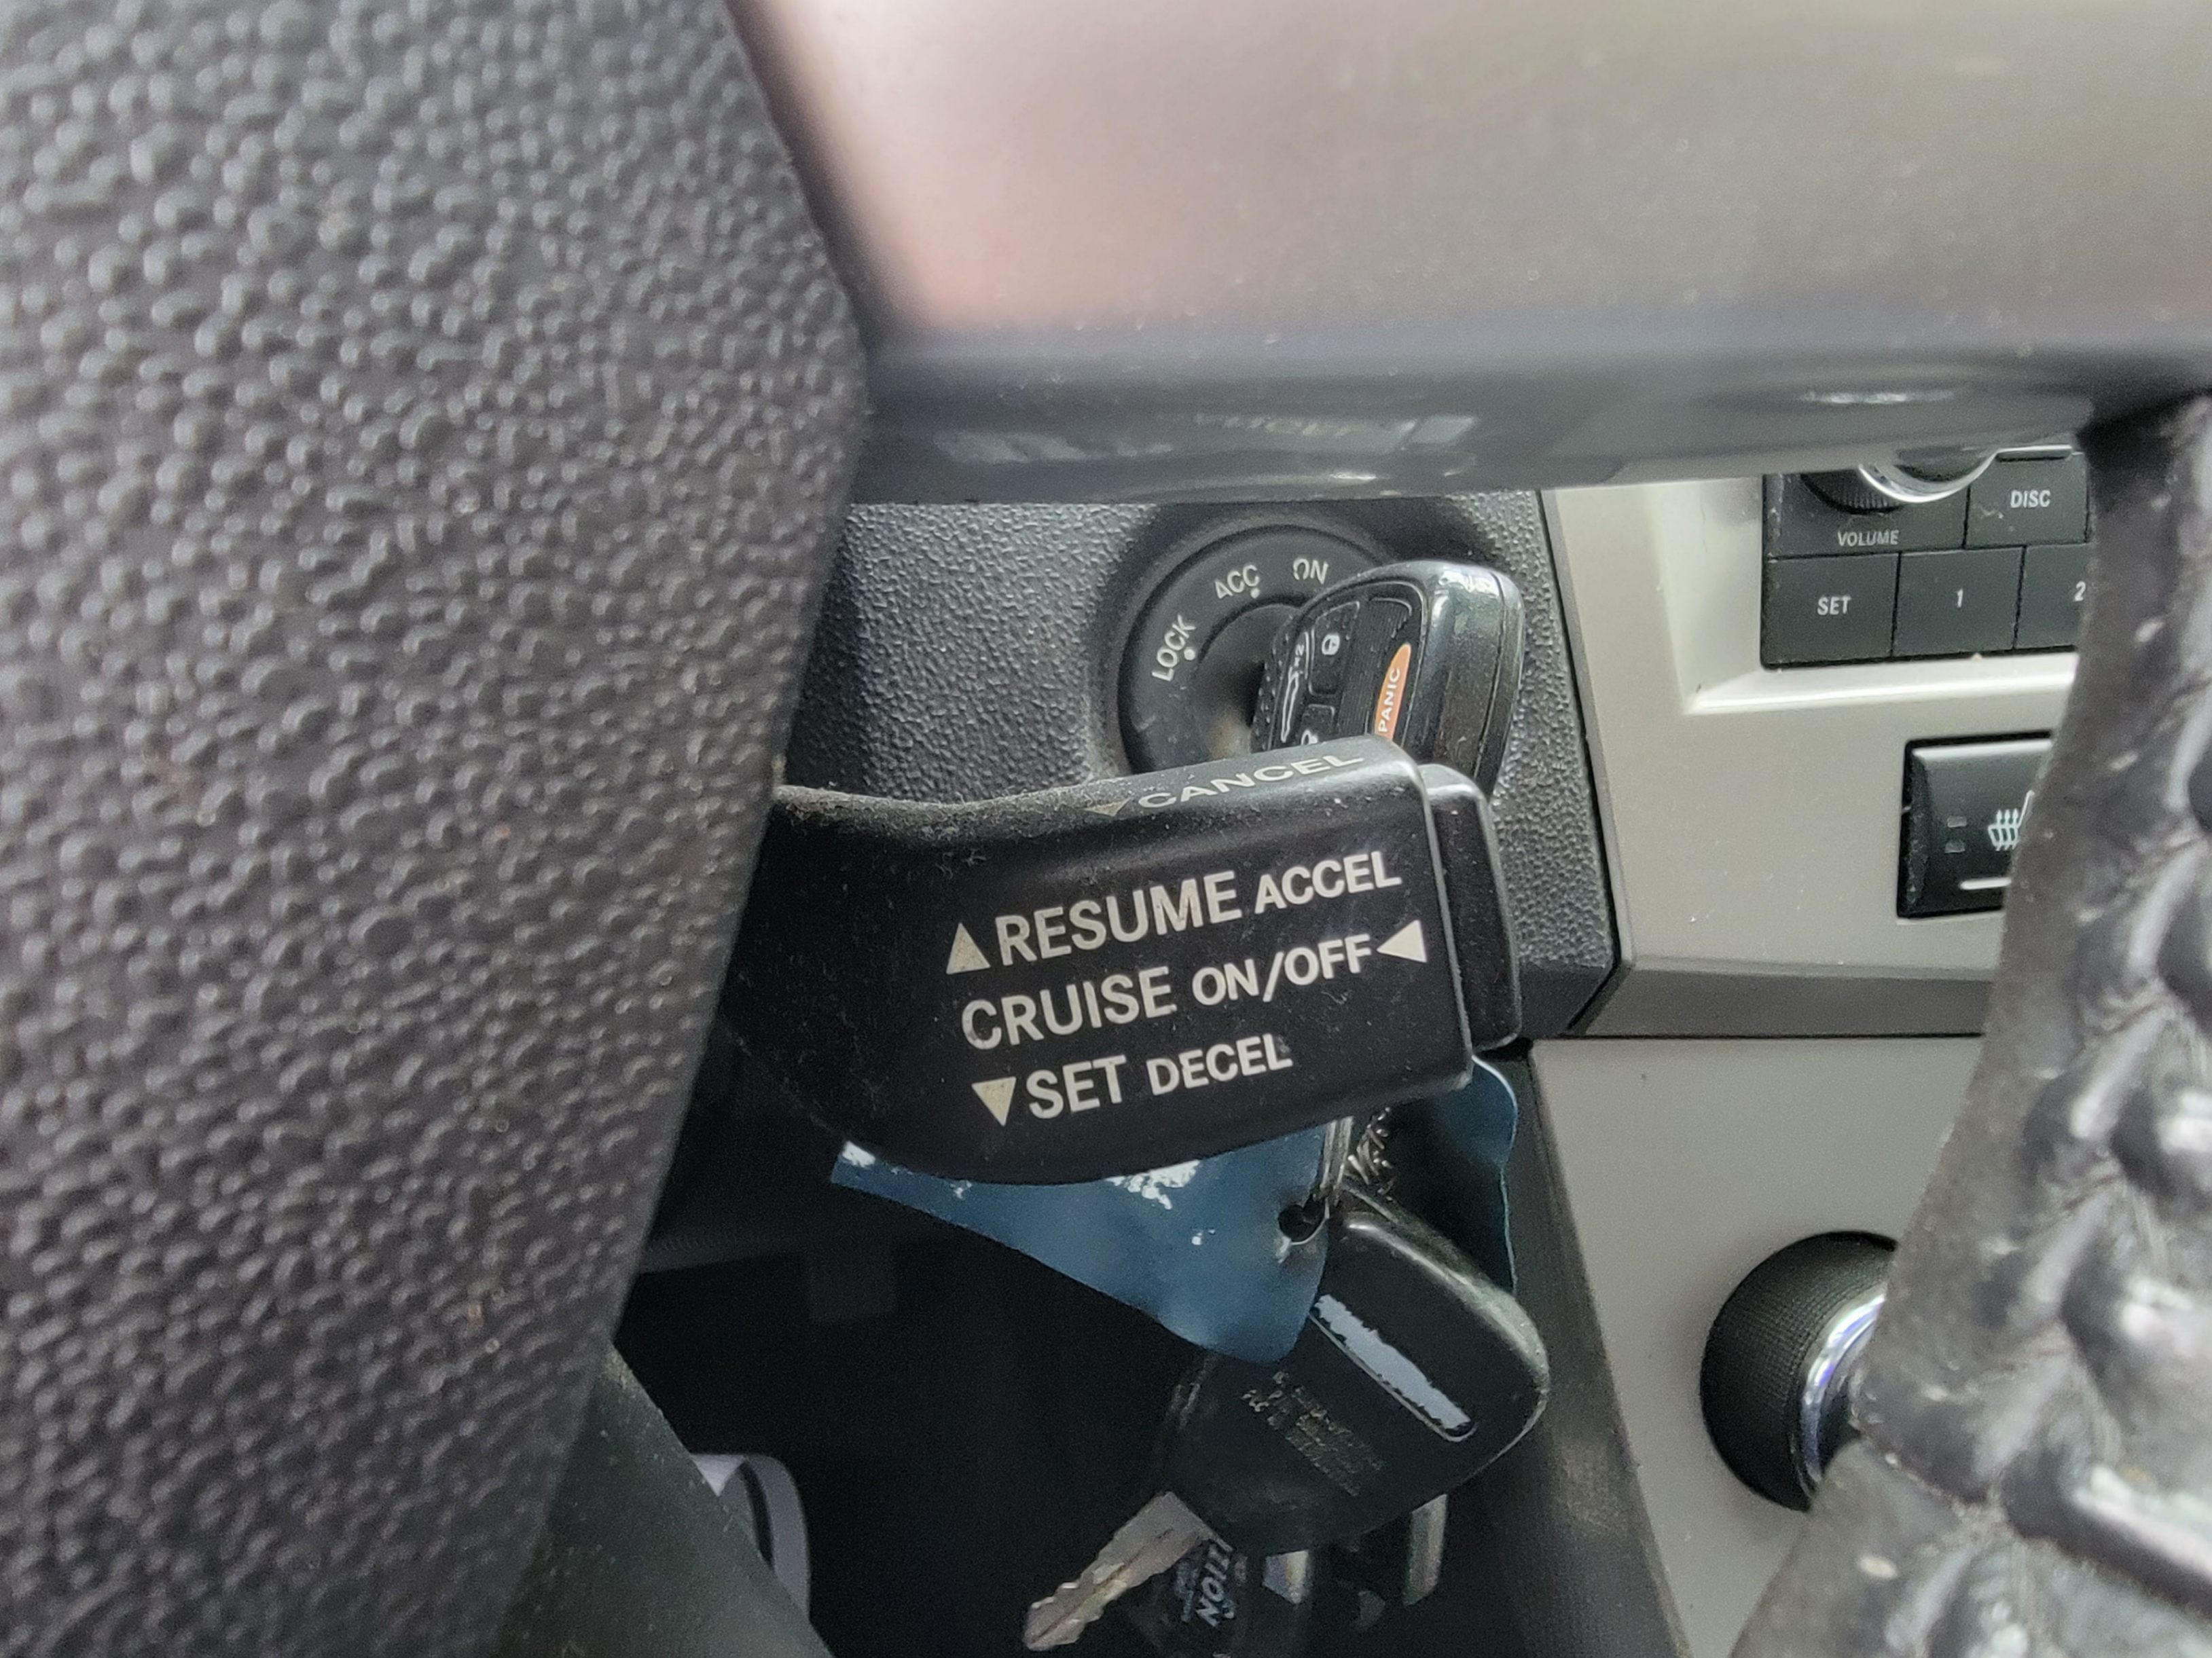 DISC
VOLUME
SET 1 2
ACC ON
LOCK
PANIC
CANCEL
▲RESUME ACCEL
CRUISE ON/OFF◀
▼SET DECEL